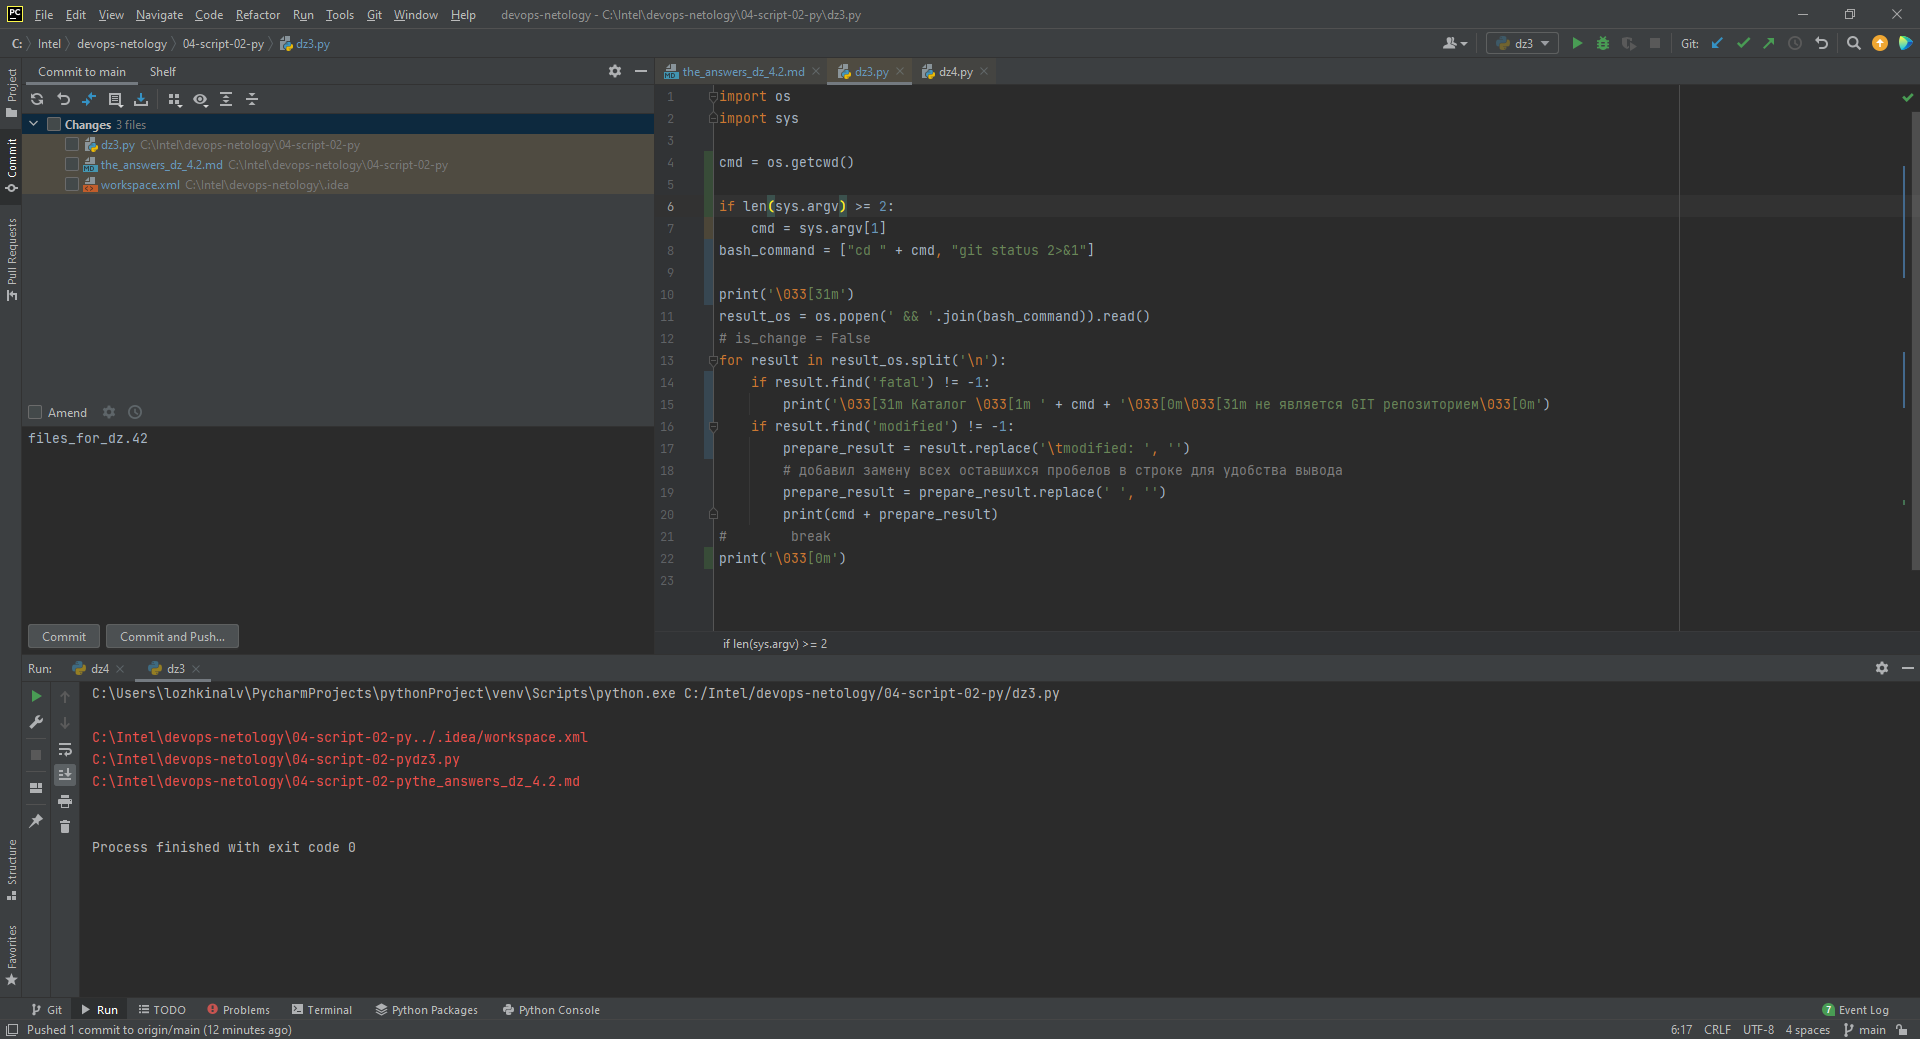 PC File Edit View Navigate Code Refactor Run Tools Git Window Help devops-netology - C:\Intel\devops-netology\04-script-02-py\dz3.py
C: Intel devops-netology 04-script-02-py dz3.py
dz3 Git:
Commit to main Shelf
the_answers_dz_4.2.md dz3.py dz4.py
Project
Commit
Pull Requests
Structure
Favorites
Changes 3 files
dz3.py C:\Intel\devops-netology\04-script-02-py
the_answers_dz_4.2.md C:\Intel\devops-netology\04-script-02-py
workspace.xml C:\Intel\devops-netology\.idea
Amend
files_for_dz.42
Commit Commit and Push...
1 import os
2 import sys
3
4 cmd = os.getcwd()
5
6 if len(sys.argv) >= 2:
7 cmd = sys.argv[1]
8 bash_command = ["cd " + cmd, "git status 2>&1"]
9
10 print('\033[31m')
11 result_os = os.popen(' && '.join(bash_command)).read()
12 # is_change = False
13 for result in result_os.split('\n'):
14 if result.find('fatal') != -1:
15 print('\033[31m Каталог \033[1m ' + cmd + '\033[0m\033[31m не является GIT репозиторием\033[0m')
16 if result.find('modified') != -1:
17 prepare_result = result.replace('\tmodified: ', '')
18 # добавил замену всех оставшихся пробелов в строке для удобства вывода
19 prepare_result = prepare_result.replace(' ', '')
20 print(cmd + prepare_result)
21 # break
22 print('\033[0m')
23
if len(sys.argv) >= 2
Run: dz4 dz3
C:\Users\lozhkinalv\PycharmProjects\pythonProject\venv\Scripts\python.exe C:/Intel/devops-netology/04-script-02-py/dz3.py
C:\Intel\devops-netology\04-script-02-py../.idea/workspace.xml
C:\Intel\devops-netology\04-script-02-pydz3.py
C:\Intel\devops-netology\04-script-02-pythe_answers_dz_4.2.md
Process finished with exit code 0
Git Run TODO Problems Terminal Python Packages Python Console 7 Event Log
Pushed 1 commit to origin/main (12 minutes ago) 6:17 CRLF UTF-8 4 spaces main